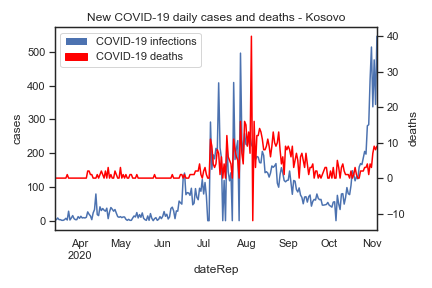 New COVID-19 daily cases and deaths - Kosovo
COVID-19 infections
COVID-19 deaths
500
400
300
200
100
0
cases
40
30
20
10
0
−10
deaths
Apr
2020
May
Jun
Jul
Aug
Sep
Oct
Nov
dateRep